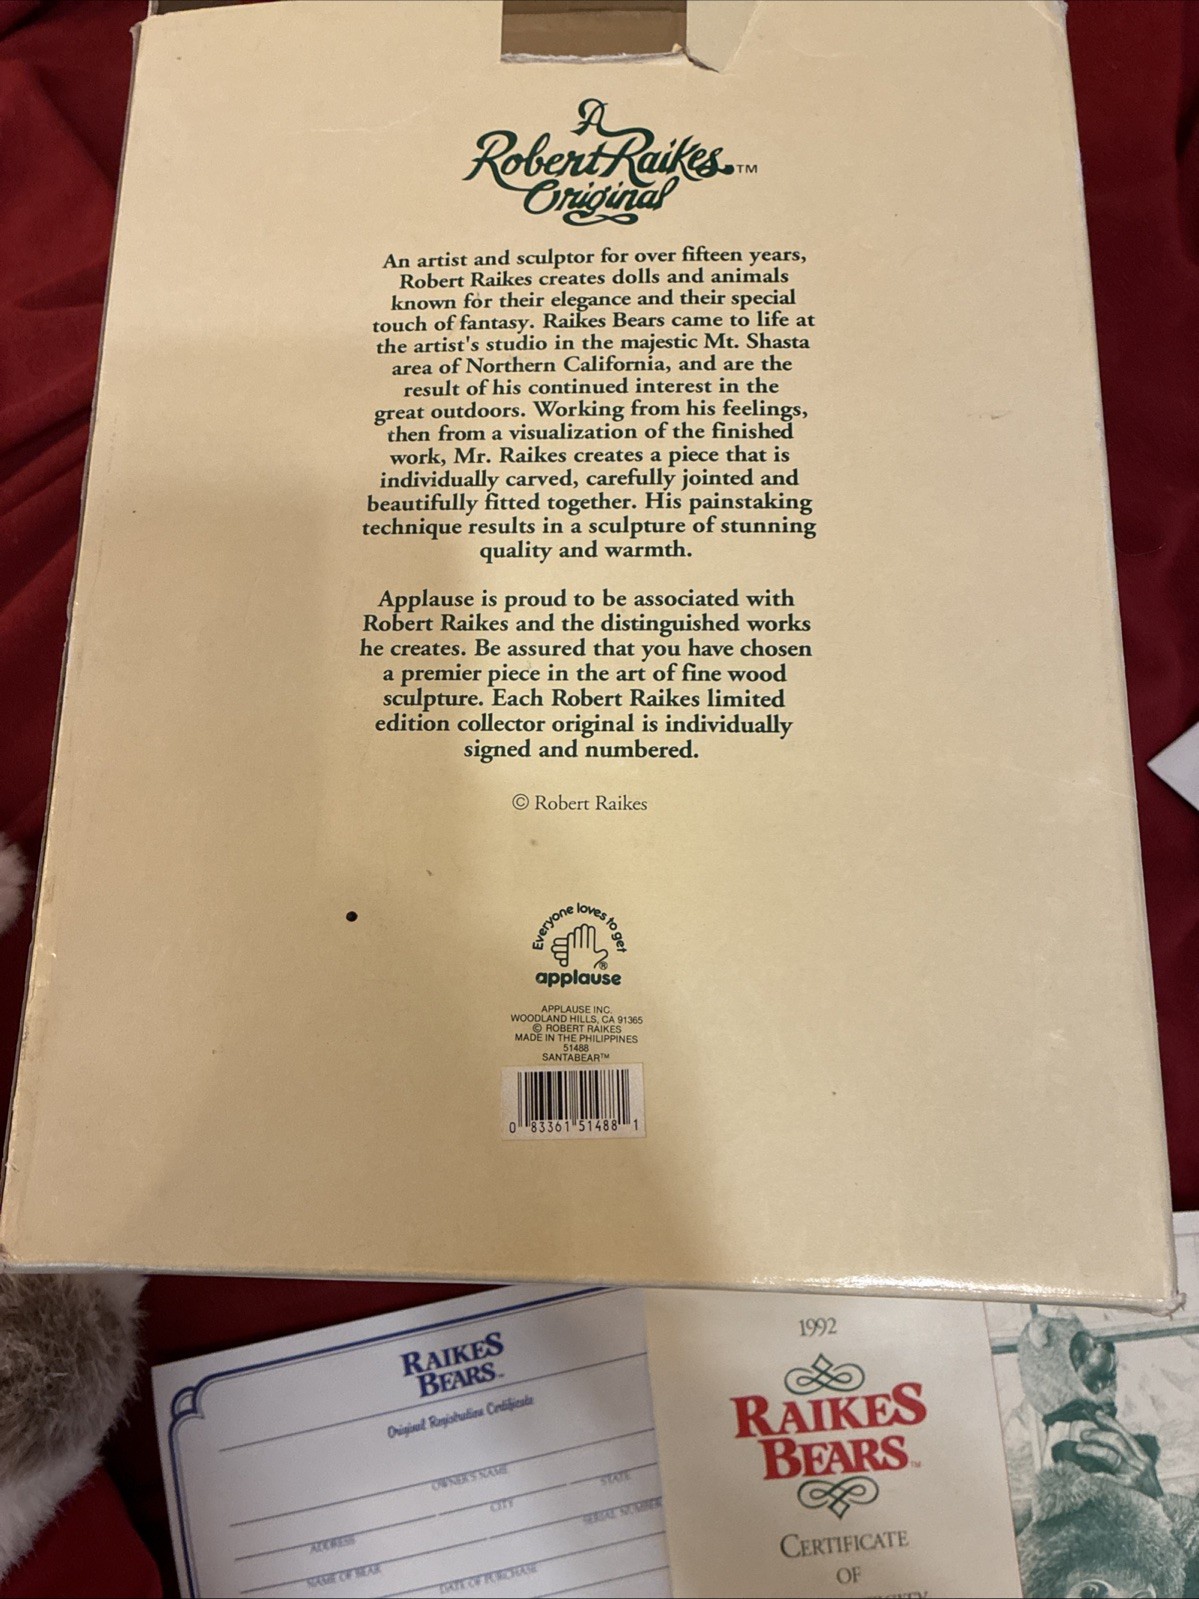 A
Robert Raikes™
Original
An artist and sculptor for over fifteen years,
Robert Raikes creates dolls and animals
known for their elegance and their special
touch of fantasy. Raikes Bears came to life at
the artist's studio in the majestic Mt. Shasta
area of Northern California, and are the
result of his continued interest in the
great outdoors. Working from his feelings,
then from a visualization of the finished
work, Mr. Raikes creates a piece that is
individually carved, carefully jointed and
beautifully fitted together. His painstaking
technique results in a sculpture of stunning
quality and warmth.
Applause is proud to be associated with
Robert Raikes and the distinguished works
he creates. Be assured that you have chosen
a premier piece in the art of fine wood
sculpture. Each Robert Raikes limited
edition collector original is individually
signed and numbered.
© Robert Raikes
Everyone loves to get
®
applause
APPLAUSE INC.
WOODLAND HILLS, CA 91365
© ROBERT RAIKES
MADE IN THE PHILIPPINES
51488
SANTABEAR™
0 83361 51488 1
RAIKES
BEARS™
Original Registration Certificate
OWNER'S NAME
STATE
CITY
SERIAL NUMBER
ADDRESS
NAME OF BEAR
DATE OF PURCHASE
1992
RAIKES
BEARS™
CERTIFICATE
OF